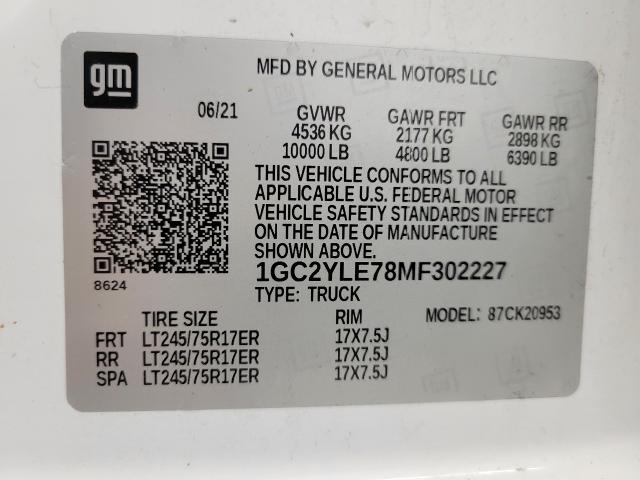 gm
MFD BY GENERAL MOTORS LLC
06/21 GVWR GAWR FRT GAWR RR
4536 KG 2177 KG 2898 KG
10000 LB 4800 LB 6390 LB
THIS VEHICLE CONFORMS TO ALL
APPLICABLE U.S. FEDERAL MOTOR
VEHICLE SAFETY STANDARDS IN EFFECT
ON THE DATE OF MANUFACTURE
SHOWN ABOVE.
8624
1GC2YLE78MF302227
TYPE: TRUCK
MODEL: 87CK20953
TIRE SIZE RIM
FRT LT245/75R17ER 17X7.5J
RR LT245/75R17ER 17X7.5J
SPA LT245/75R17ER 17X7.5J